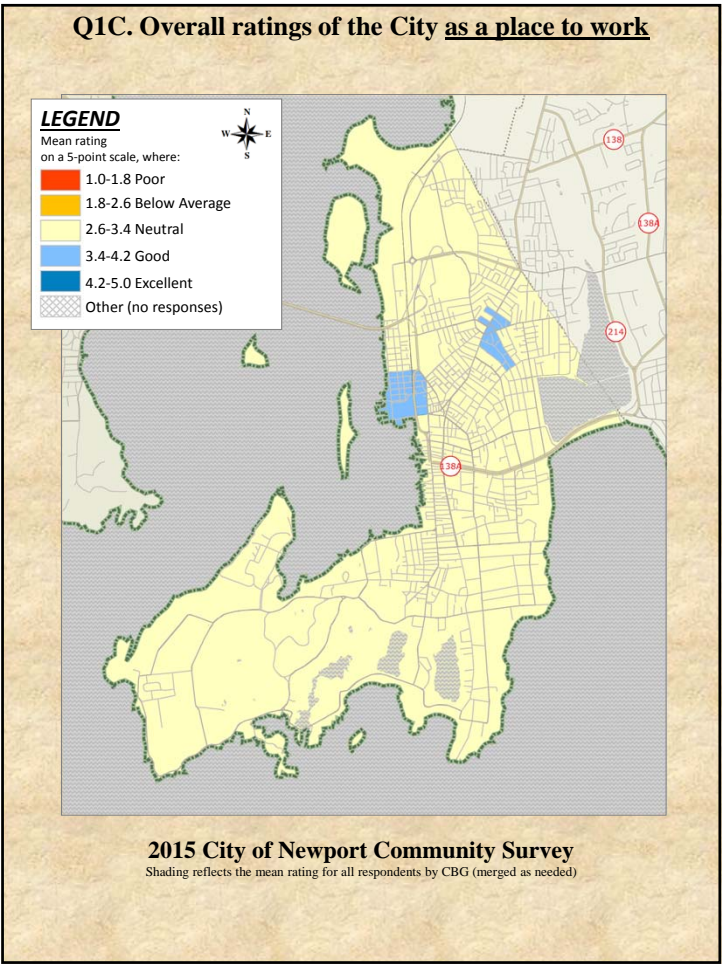 Q1C. Overall ratings of the City as a place to work
LEGEND
Mean rating
on a 5-point scale, where:
1.0-1.8 Poor
1.8-2.6 Below Average
2.6-3.4 Neutral
3.4-4.2 Good
4.2-5.0 Excellent
Other (no responses)
N
W E
S
138
138A
214
138A
2015 City of Newport Community Survey
Shading reflects the mean rating for all respondents by CBG (merged as needed)